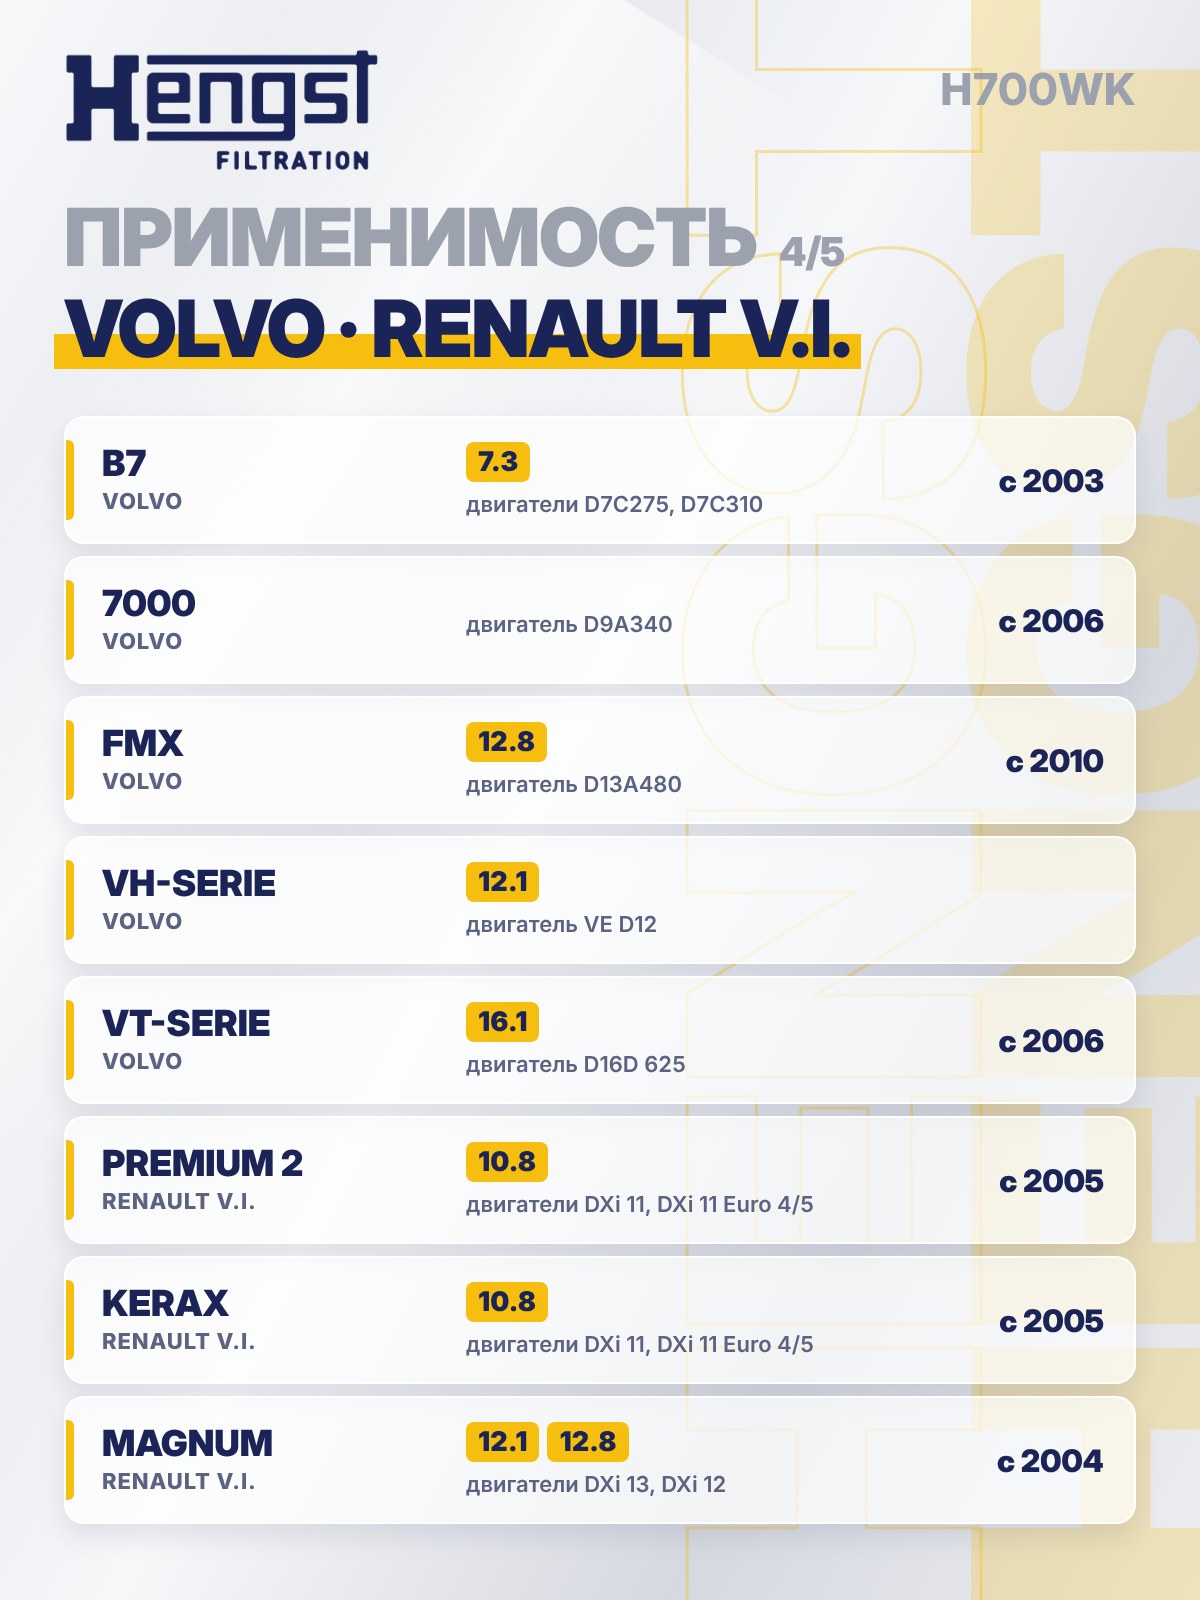 Hengst
FILTRATION
H700WK
ПРИМЕНИМОСТЬ 4/5
VOLVO · RENAULT V.I.
B7
VOLVO
7.3
двигатели D7C275, D7C310
с 2003
7000
VOLVO
двигатель D9A340
с 2006
FMX
VOLVO
12.8
двигатель D13A480
с 2010
VH-SERIE
VOLVO
12.1
двигатель VE D12
VT-SERIE
VOLVO
16.1
двигатель D16D 625
с 2006
PREMIUM 2
RENAULT V.I.
10.8
двигатели DXi 11, DXi 11 Euro 4/5
с 2005
KERAX
RENAULT V.I.
10.8
двигатели DXi 11, DXi 11 Euro 4/5
с 2005
MAGNUM
RENAULT V.I.
12.1 12.8
двигатели DXi 13, DXi 12
с 2004
HENGST